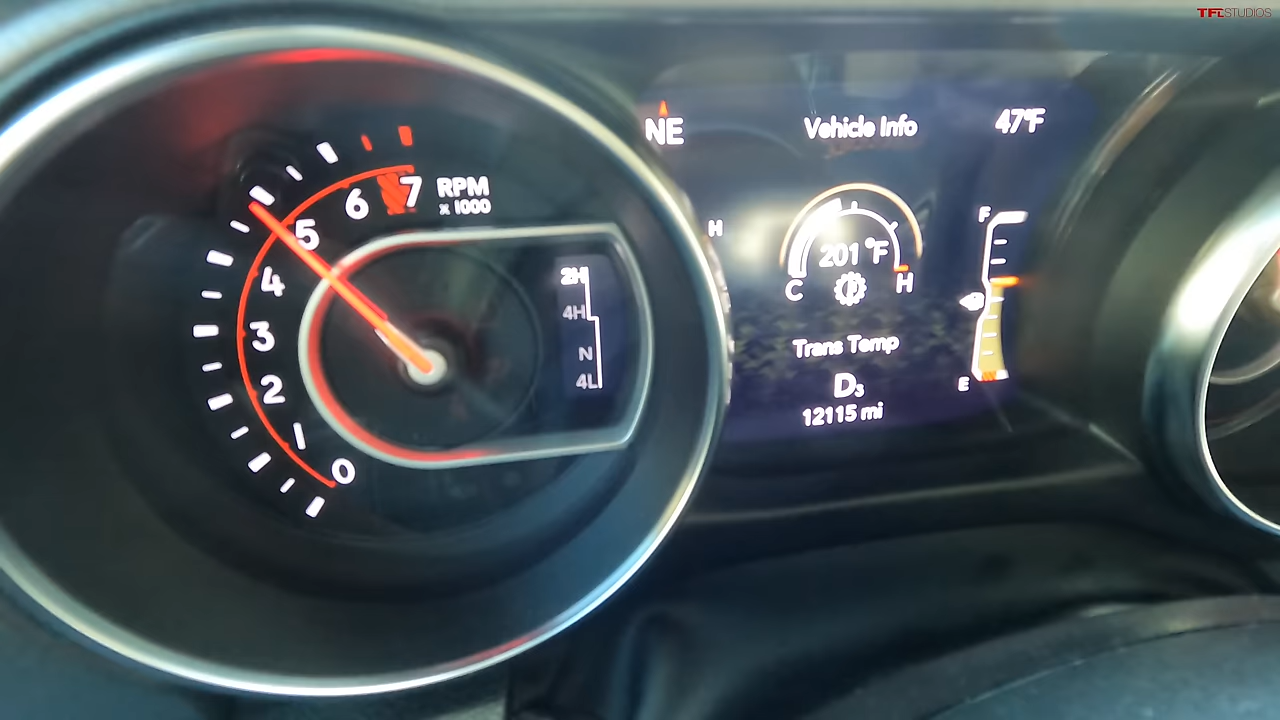 TFLSTUDIOS
NE
Vehicle Info
47°F
7
6
5
4
3
2
1
0
RPM
x 1000
2H
4H
N
4L
H
201 °F
C
H
Trans Temp
D3
12115 mi
F
E